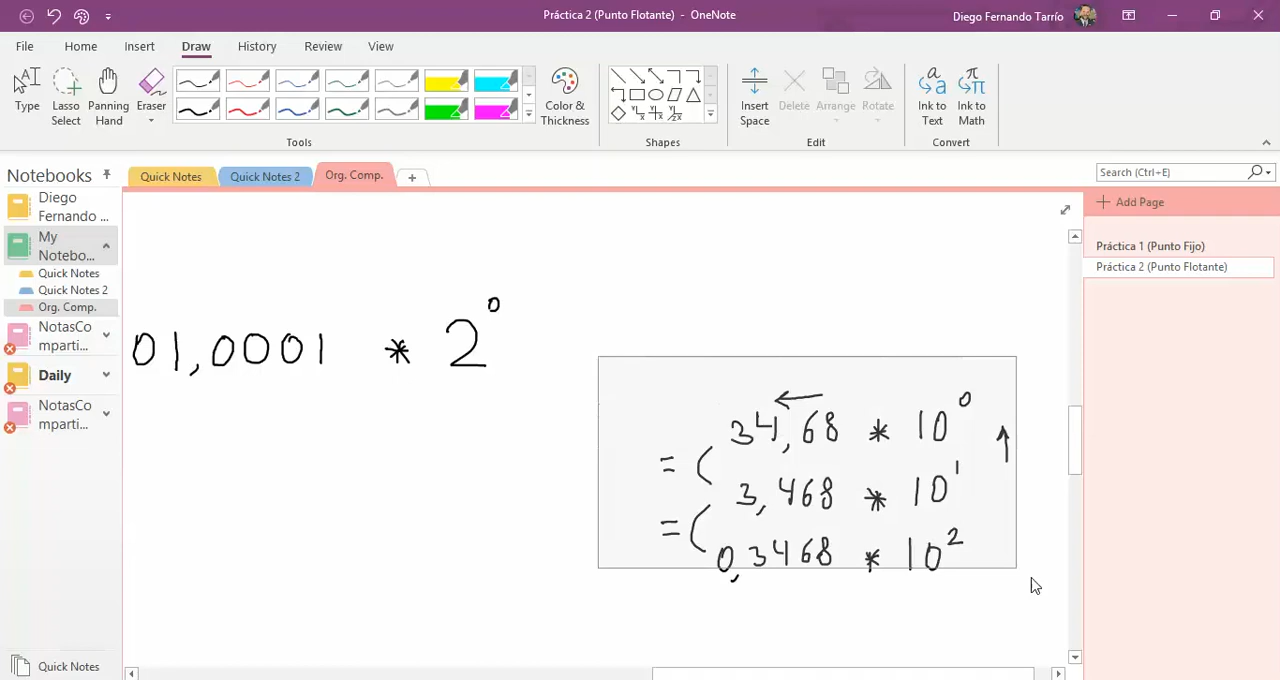 Práctica 2 (Punto Flotante) - OneNote
Diego Fernando Tarrío
File Home Insert Draw History Review View
Type
Lasso
Select
Panning
Hand
Eraser
Color &
Thickness
Insert
Space
Delete
Arrange
Rotate
Ink to
Text
Ink to
Math
Tools Shapes Edit Convert
Notebooks
Quick Notes Quick Notes 2 Org. Comp.
Search (Ctrl+E)
Diego
Fernando ...
My
Notebo...
Quick Notes
Quick Notes 2
Org. Comp.
NotasCo
mparti...
Daily
NotasCo
mparti...
Quick Notes
Add Page
Práctica 1 (Punto Fijo)
Práctica 2 (Punto Flotante)
01,0001 * 2⁰
34,68 * 10⁰
= ( 3,468 * 10¹
= ( 0,3468 * 10²